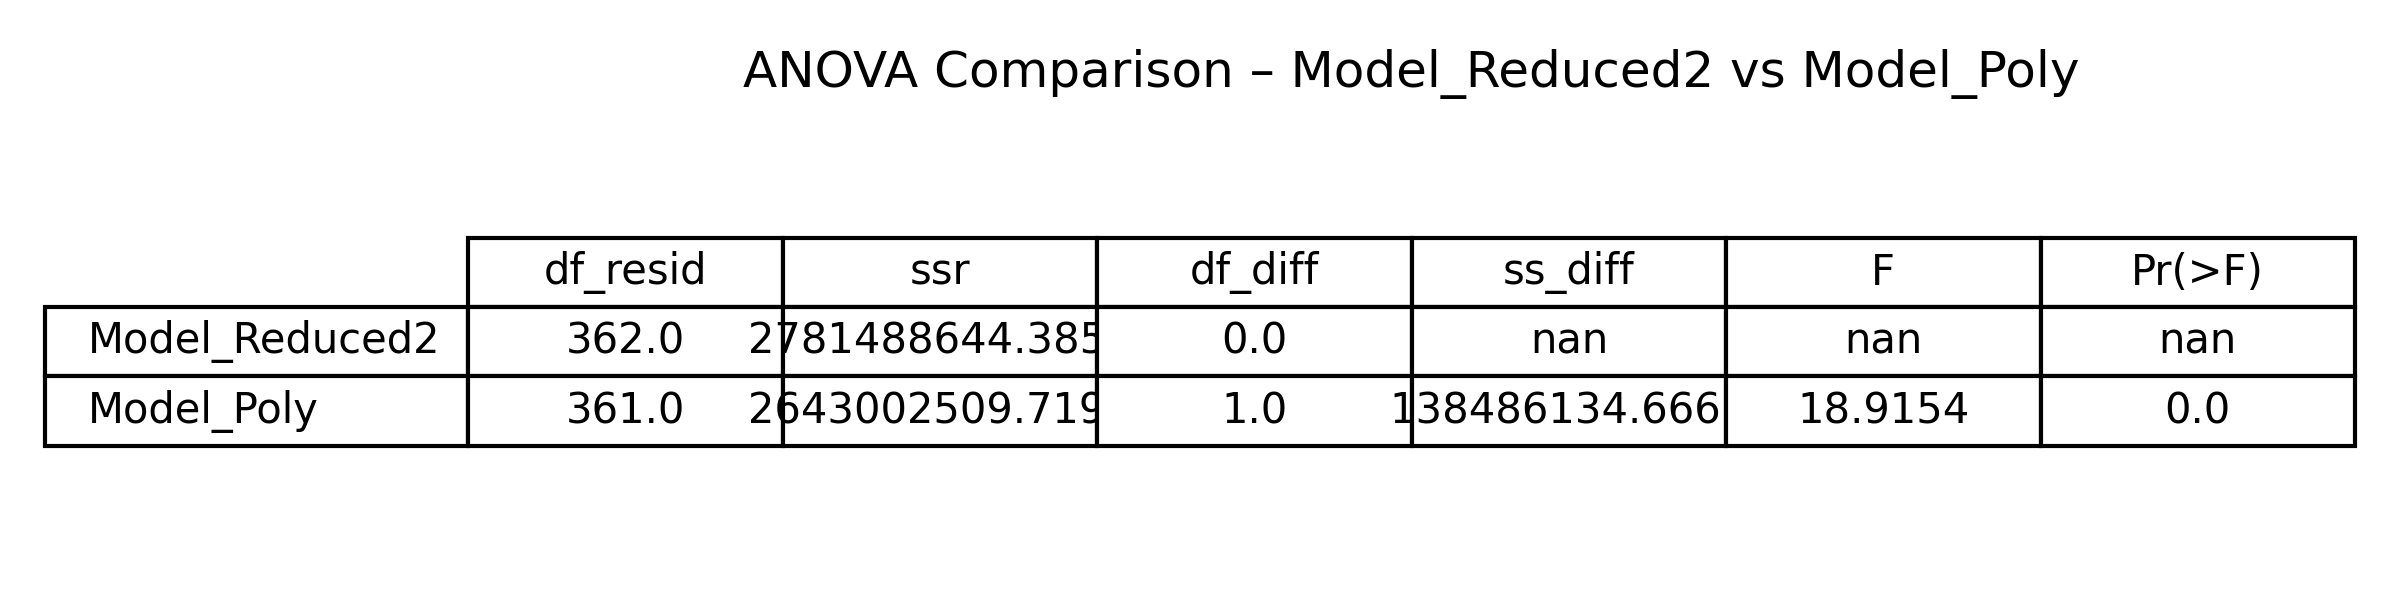 ANOVA Comparison – Model_Reduced2 vs Model_Poly
df_resid ssr df_diff ss_diff F Pr(>F)
Model_Reduced2 362.0 2781488644.385 0.0 nan nan nan
Model_Poly 361.0 2643002509.719 1.0 138486134.666 18.9154 0.0